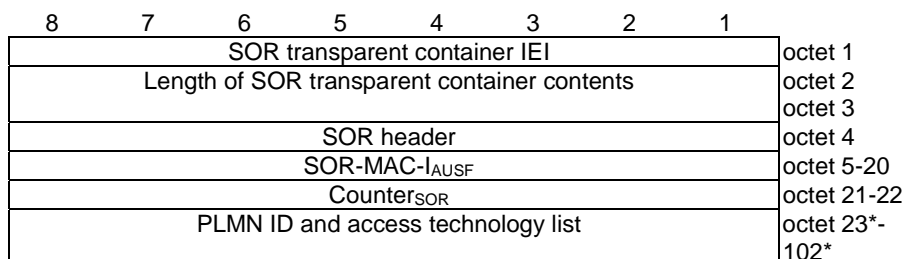 8 7 6 5 4 3 2 1
SOR transparent container IEI octet 1
Length of SOR transparent container contents octet 2
octet 3
SOR header octet 4
SOR-MAC-IAUSF octet 5-20
CounterSOR octet 21-22
PLMN ID and access technology list octet 23*-
102*